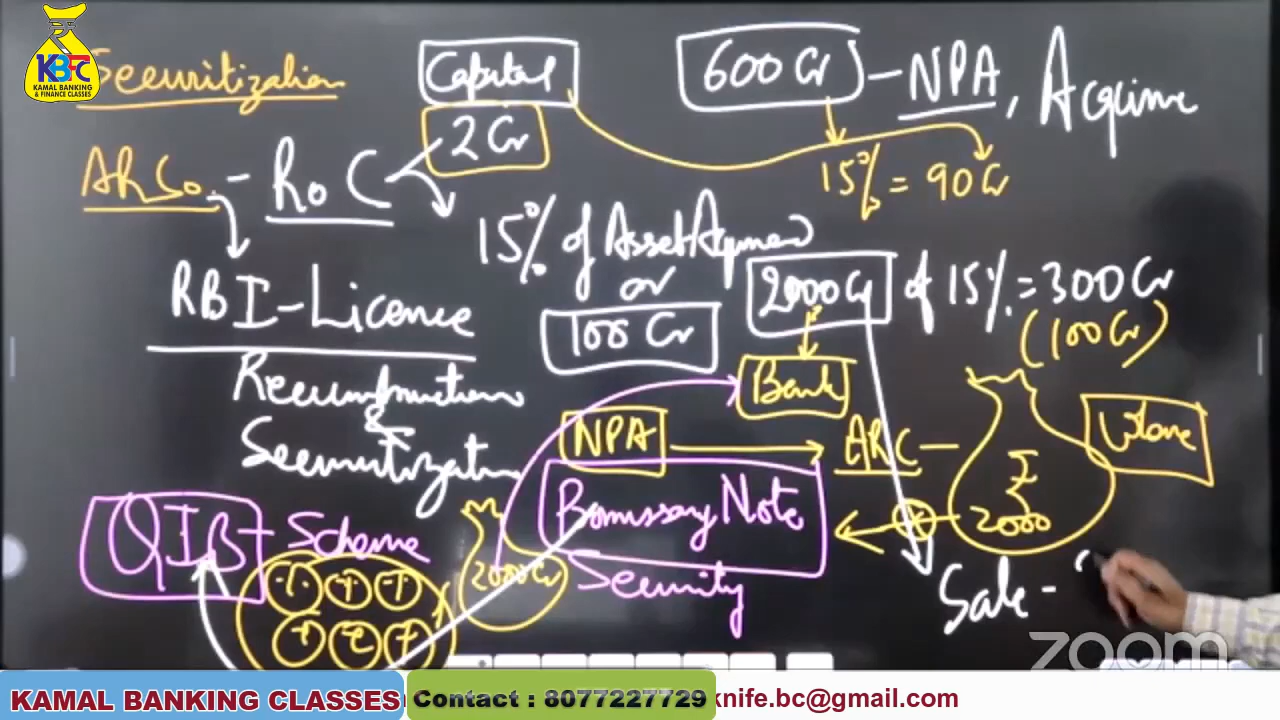 KBFC
KAMAL BANKING
& FINANCE CLASSES
Securitization
Capital
2 Cr
600 Cr - NPA, Acquire
15% = 90 Cr
ARCo. - RoC
15% of Asset Acquired
or
100 Cr
2000 Cr of 15% = 300 Cr
(100 Cr)
RBI - Licence
Reconstruction
&
Securitization
Bank
NPA
ARC -
₹
2000
QIB - Scheme
2000 Cr
Note
Security
Sale -
zoom
KAMAL BANKING CLASSES
Contact : 8077227729
knife.bc@gmail.com